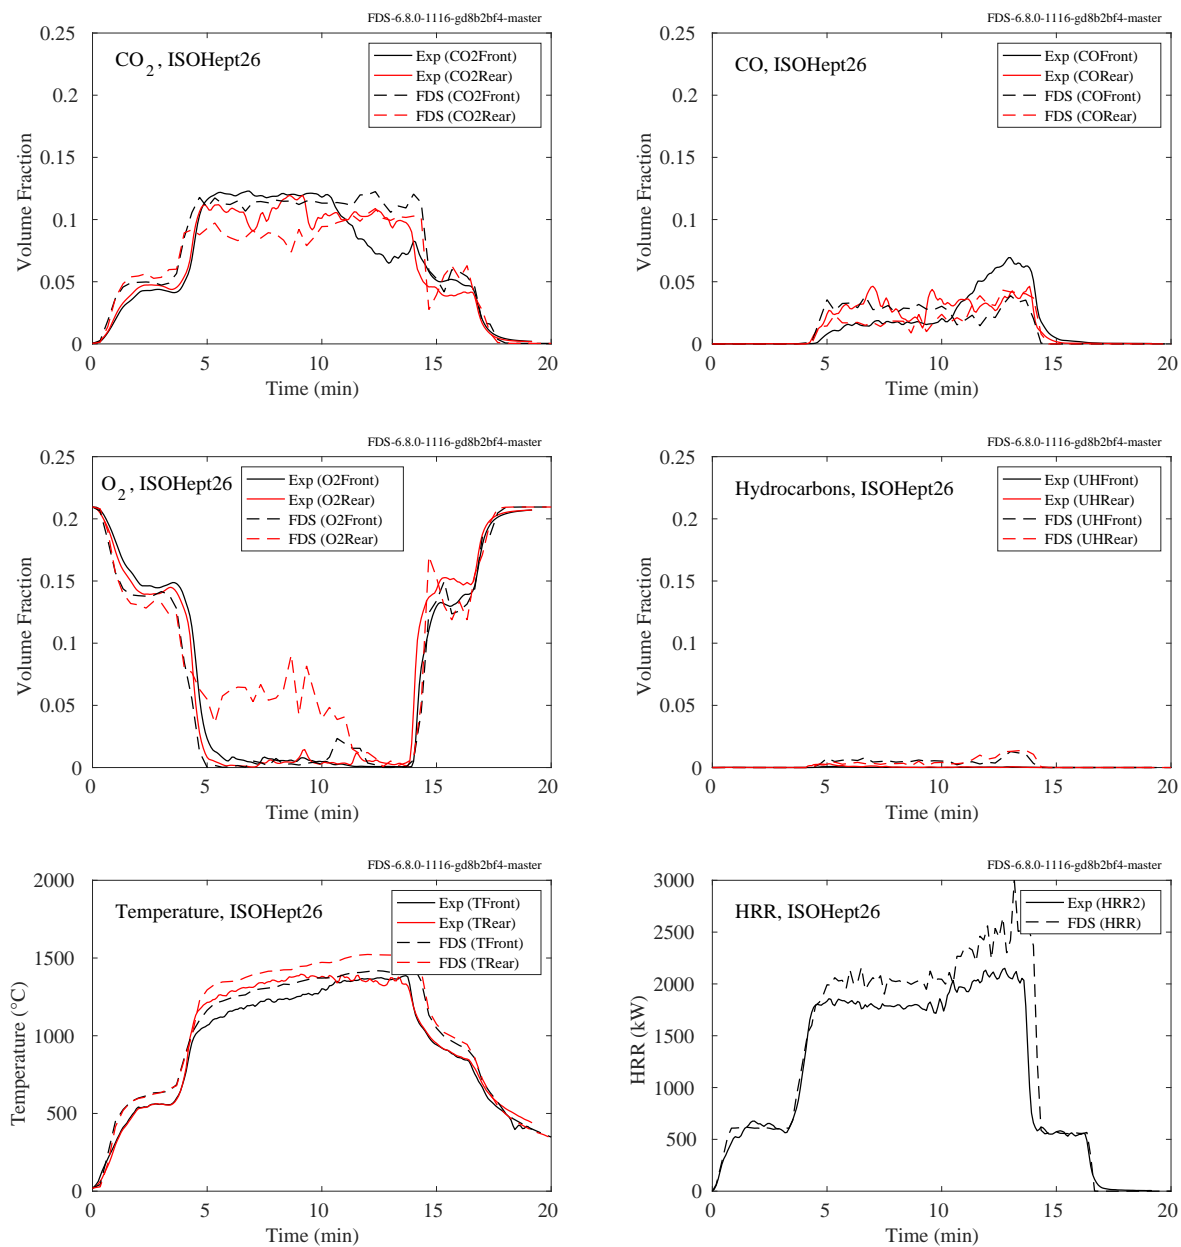 FDS-6.8.0-1116-gd8b2bf4-master
CO2, ISOHept26
Exp (CO2Front)
Exp (CO2Rear)
FDS (CO2Front)
FDS (CO2Rear)
0.25
0.2
0.15
0.1
0.05
0
Volume Fraction
0 5 10 15 20
Time (min)
FDS-6.8.0-1116-gd8b2bf4-master
CO, ISOHept26
Exp (COFront)
Exp (CORear)
FDS (COFront)
FDS (CORear)
0.25
0.2
0.15
0.1
0.05
0
Volume Fraction
0 5 10 15 20
Time (min)
FDS-6.8.0-1116-gd8b2bf4-master
O2, ISOHept26
Exp (O2Front)
Exp (O2Rear)
FDS (O2Front)
FDS (O2Rear)
0.25
0.2
0.15
0.1
0.05
0
Volume Fraction
0 5 10 15 20
Time (min)
FDS-6.8.0-1116-gd8b2bf4-master
Hydrocarbons, ISOHept26
Exp (UHFront)
Exp (UHRear)
FDS (UHFront)
FDS (UHRear)
0.25
0.2
0.15
0.1
0.05
0
Volume Fraction
0 5 10 15 20
Time (min)
FDS-6.8.0-1116-gd8b2bf4-master
Temperature, ISOHept26
Exp (TFront)
Exp (TRear)
FDS (TFront)
FDS (TRear)
2000
1500
1000
500
0
Temperature (°C)
0 5 10 15 20
Time (min)
FDS-6.8.0-1116-gd8b2bf4-master
HRR, ISOHept26
Exp (HRR2)
FDS (HRR)
3000
2500
2000
1500
1000
500
0
HRR (kW)
0 5 10 15 20
Time (min)